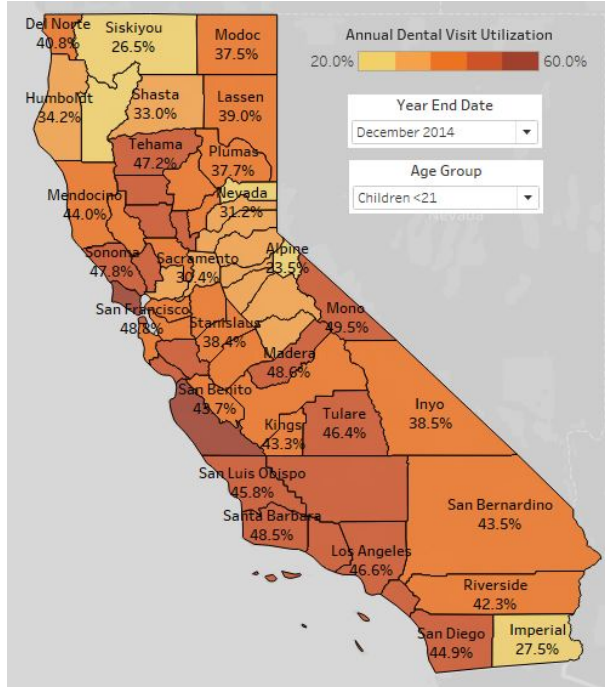 Annual Dental Visit Utilization
20.0% 60.0%
Year End Date
December 2014
Age Group
Children <21
Nevada
Del Norte
40.8%
Siskiyou
26.5%
Modoc
37.5%
Humboldt
34.2%
Shasta
33.0%
Lassen
39.0%
Tehama
47.2%
Plumas
37.7%
Mendocino
44.0%
Nevada
31.2%
Sonoma
47.8%
Sacramento
30.4%
Alpine
23.5%
San Francisco
48.8%
Stanislaus
38.4%
Mono
49.5%
Madera
48.6%
San Benito
43.7%
Kings
43.3%
Tulare
46.4%
Inyo
38.5%
San Luis Obispo
45.8%
San Bernardino
43.5%
Santa Barbara
48.5%
Los Angeles
46.6%
Riverside
42.3%
San Diego
44.9%
Imperial
27.5%